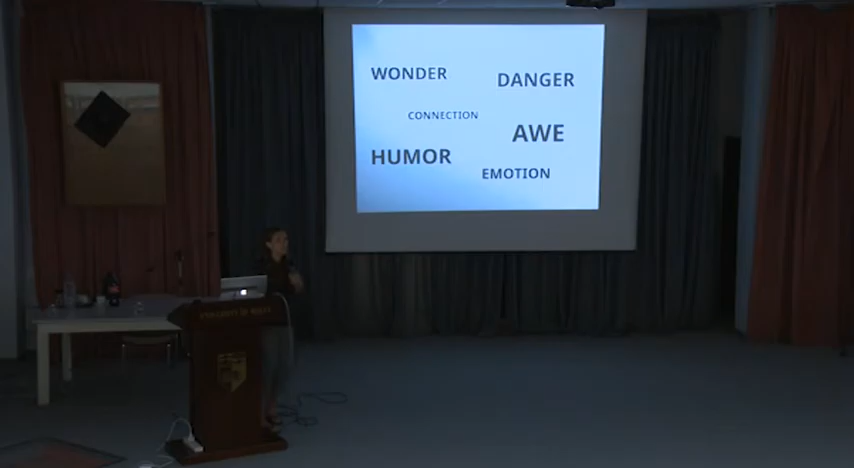 WONDER
DANGER
CONNECTION
AWE
HUMOR
EMOTION